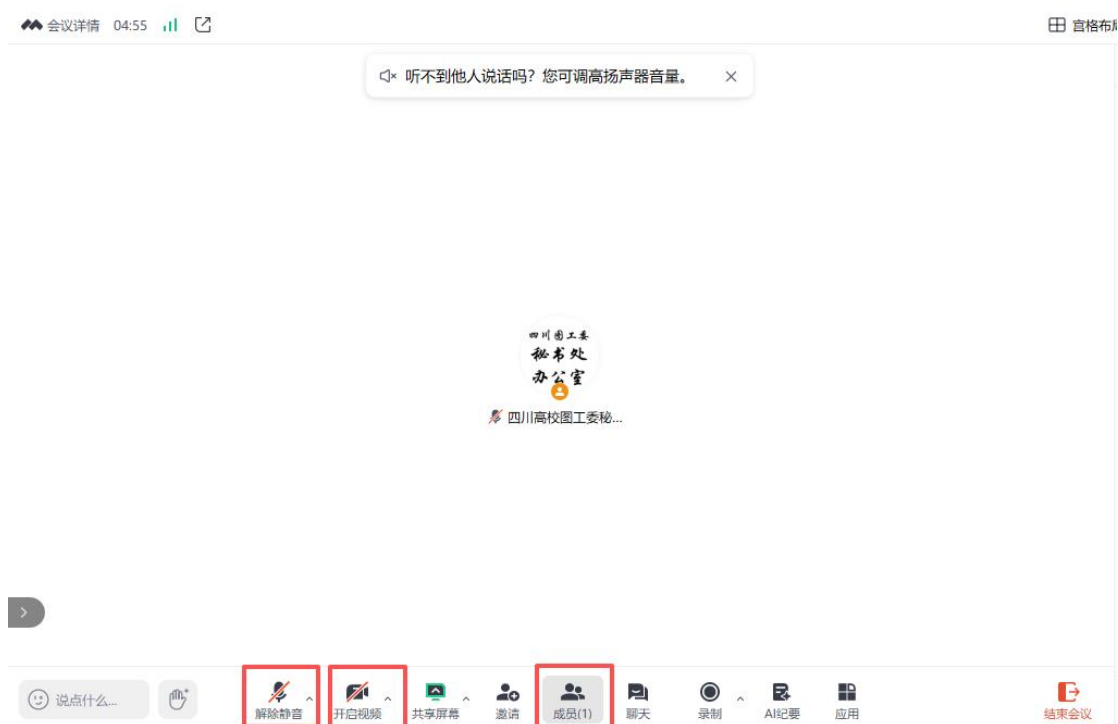 会议详情 04:55
宫格布局
听不到他人说话吗？您可调高扬声器音量。
四川图工委
秘书处
办公室
四川高校图工委秘...
说点什么...
解除静音
开启视频
共享屏幕
邀请
成员(1)
聊天
录制
AI纪要
应用
结束会议